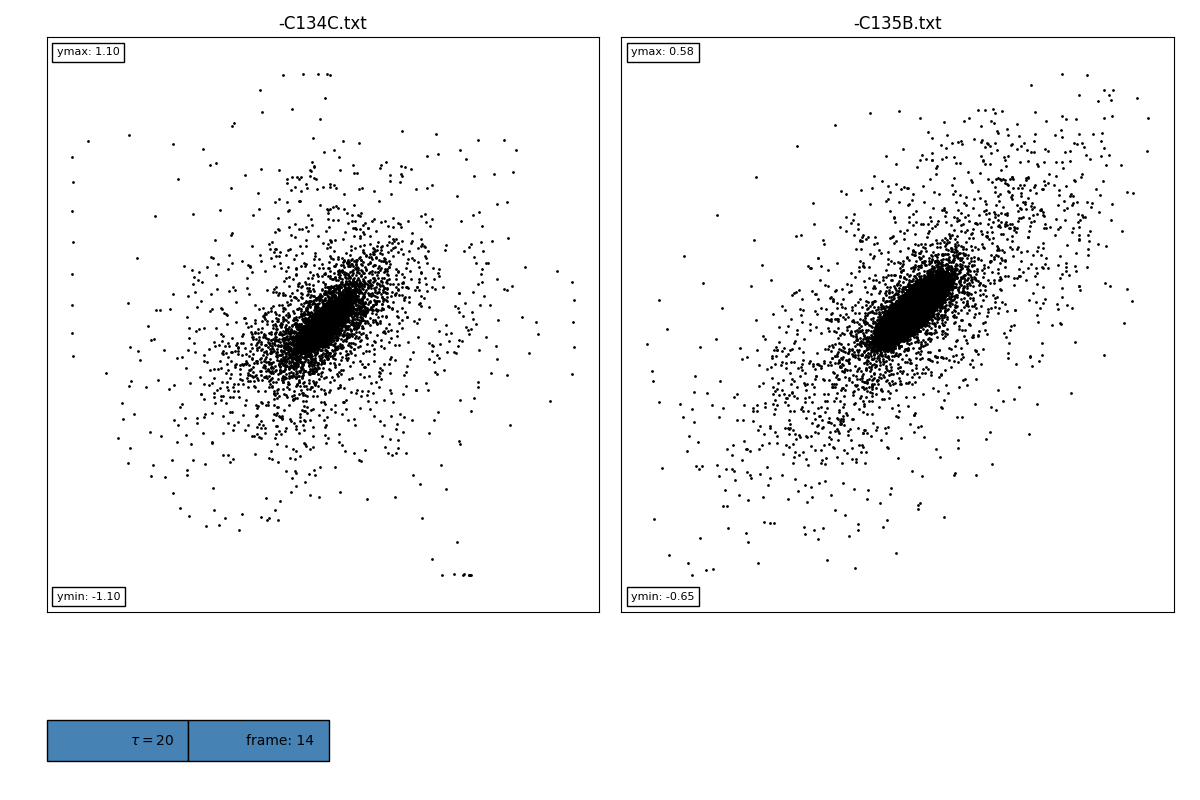 -C134C.txt
-C135B.txt
ymax: 1.10
ymax: 0.58
ymin: -1.10
ymin: -0.65
τ = 20
frame: 14